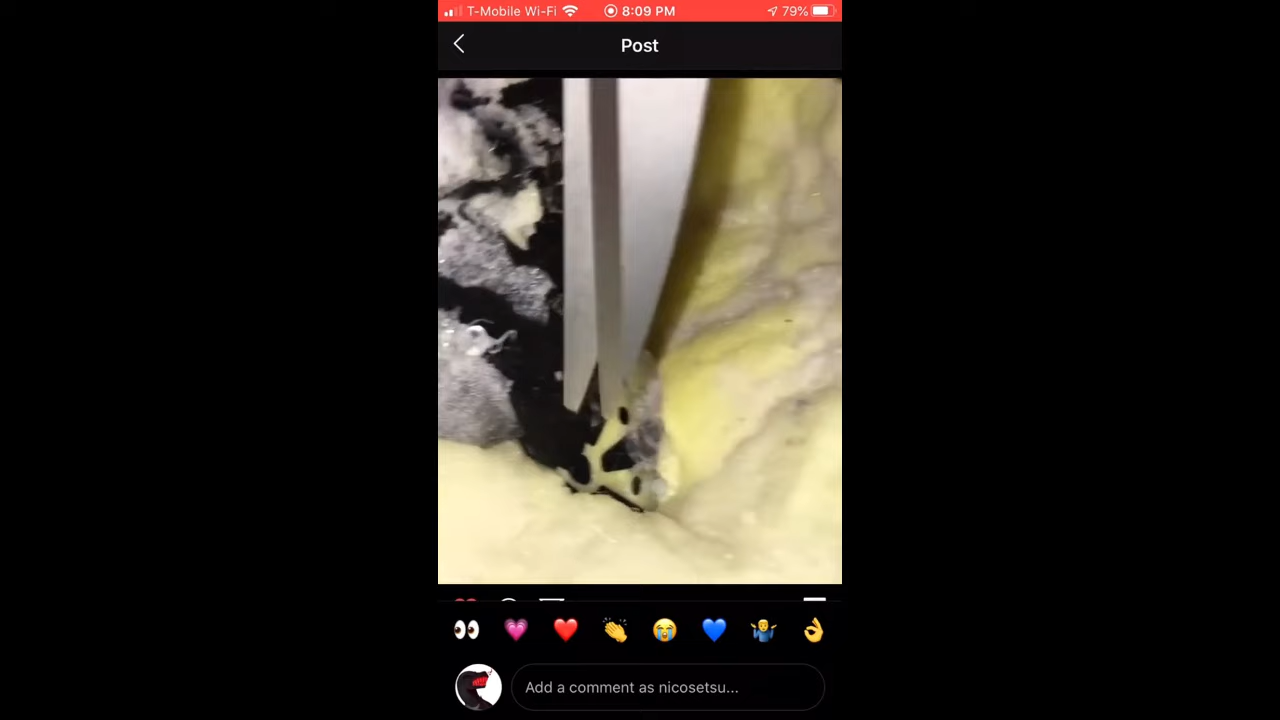 T-Mobile Wi-Fi
8:09 PM
79%
Post
Add a comment as nicosetsu...